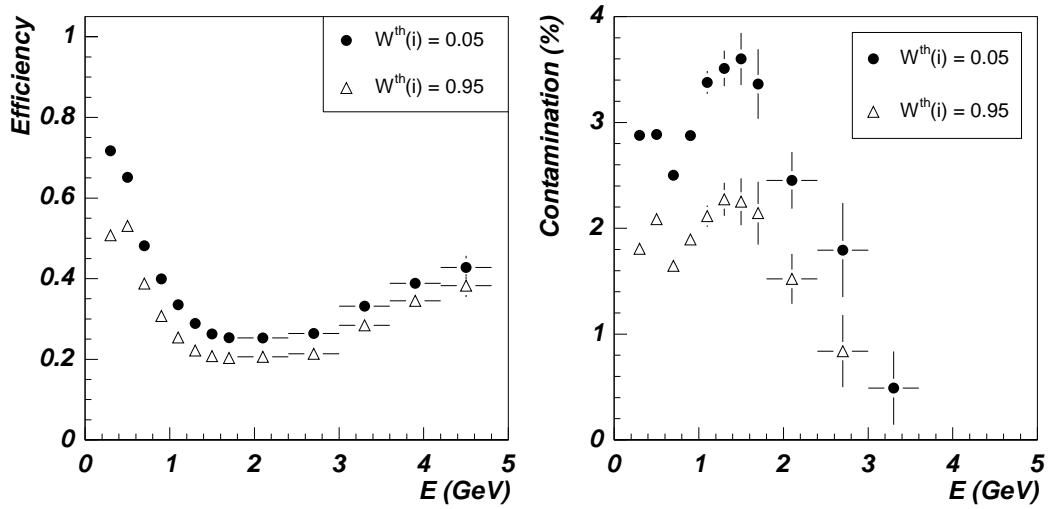 Efficiency
1
0.8
0.6
0.4
0.2
0
0 1 2 3 4 5
E (GeV)
W^th(i) = 0.05
W^th(i) = 0.95
Contamination (%)
4
3
2
1
0
0 1 2 3 4 5
E (GeV)
W^th(i) = 0.05
W^th(i) = 0.95